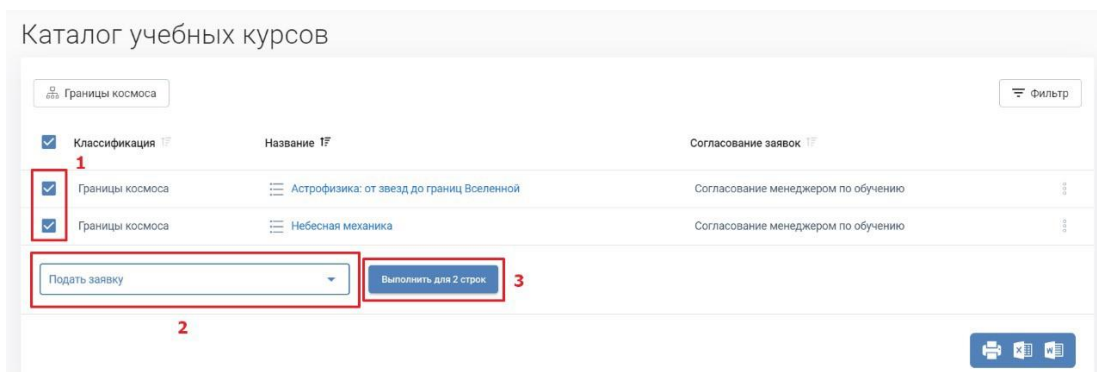 Каталог учебных курсов
Границы космоса
Фильтр
Классификация Название Согласование заявок
1
Границы космоса Астрофизика: от звезд до границ Вселенной Согласование менеджером по обучению
Границы космоса Небесная механика Согласование менеджером по обучению
Подать заявку Выполнить для 2 строк 3
2